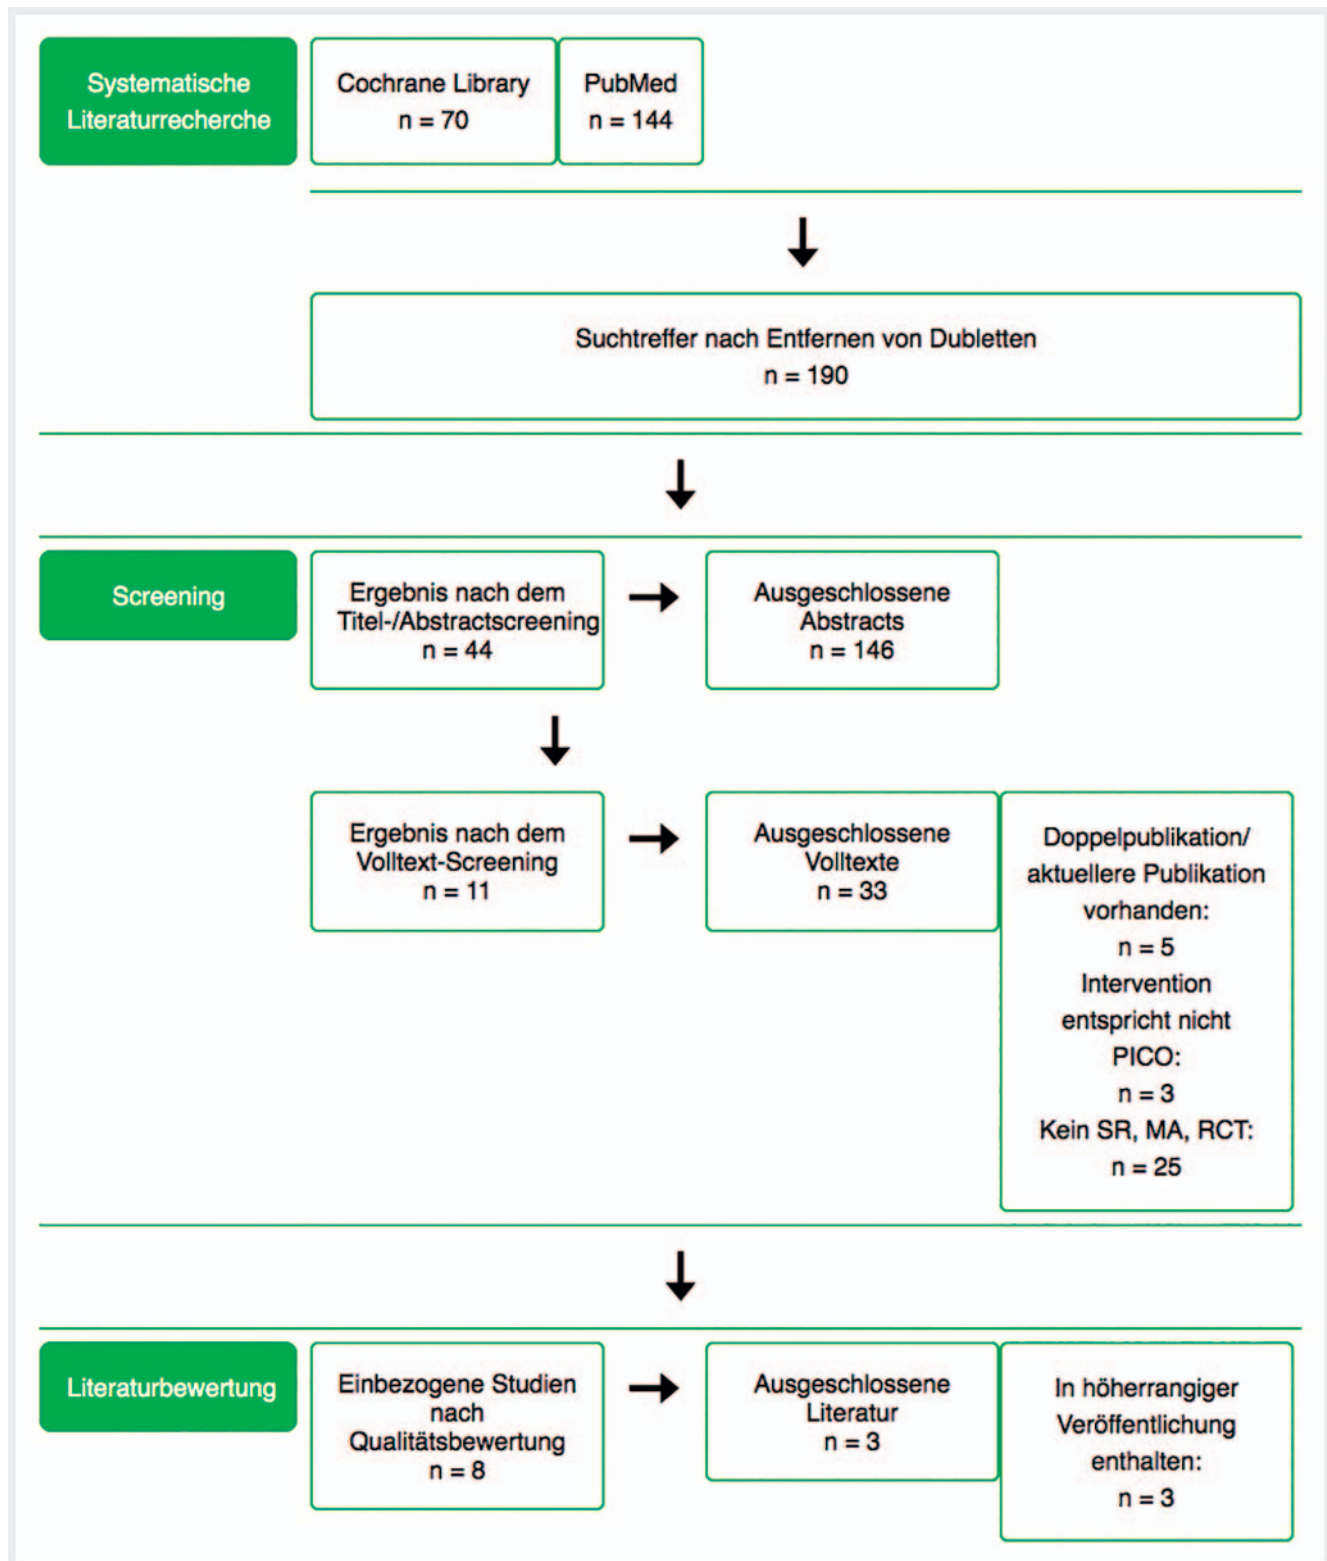 Systematische
Literaturrecherche
Cochrane Library
n = 70
PubMed
n = 144
Suchtreffer nach Entfernen von Dubletten
n = 190
Screening
Ergebnis nach dem
Titel-/Abstractscreening
n = 44
Ausgeschlossene
Abstracts
n = 146
Ergebnis nach dem
Volltext-Screening
n = 11
Ausgeschlossene
Volltexte
n = 33
Doppelpublikation/
aktuellere Publikation
vorhanden:
n = 5
Intervention
entspricht nicht
PICO:
n = 3
Kein SR, MA, RCT:
n = 25
Literaturbewertung
Einbezogene Studien
nach
Qualitätsbewertung
n = 8
Ausgeschlossene
Literatur
n = 3
In höherrangiger
Veröffentlichung
enthalten:
n = 3